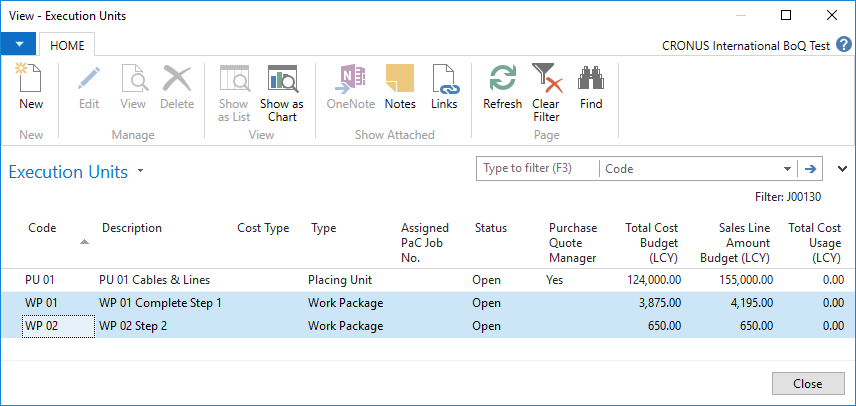 View - Execution Units
HOME
CRONUS International BoQ Test
New
Edit
View
Delete
Show as List
Show as Chart
OneNote
Notes
Links
Refresh
Clear Filter
Find
New
Manage
View
Show Attached
Page
Execution Units
Type to filter (F3)
Code
Filter: J00130
Code
Description
Cost Type
Type
Assigned PaC Job No.
Status
Purchase Quote Manager
Total Cost Budget (LCY)
Sales Line Amount Budget (LCY)
Total Cost Usage (LCY)
PU 01 PU 01 Cables & Lines Placing Unit Open Yes 124,000.00 155,000.00 0.00
WP 01 WP 01 Complete Step 1 Work Package Open 3,875.00 4,195.00 0.00
WP 02 WP 02 Step 2 Work Package Open 650.00 650.00 0.00
Close